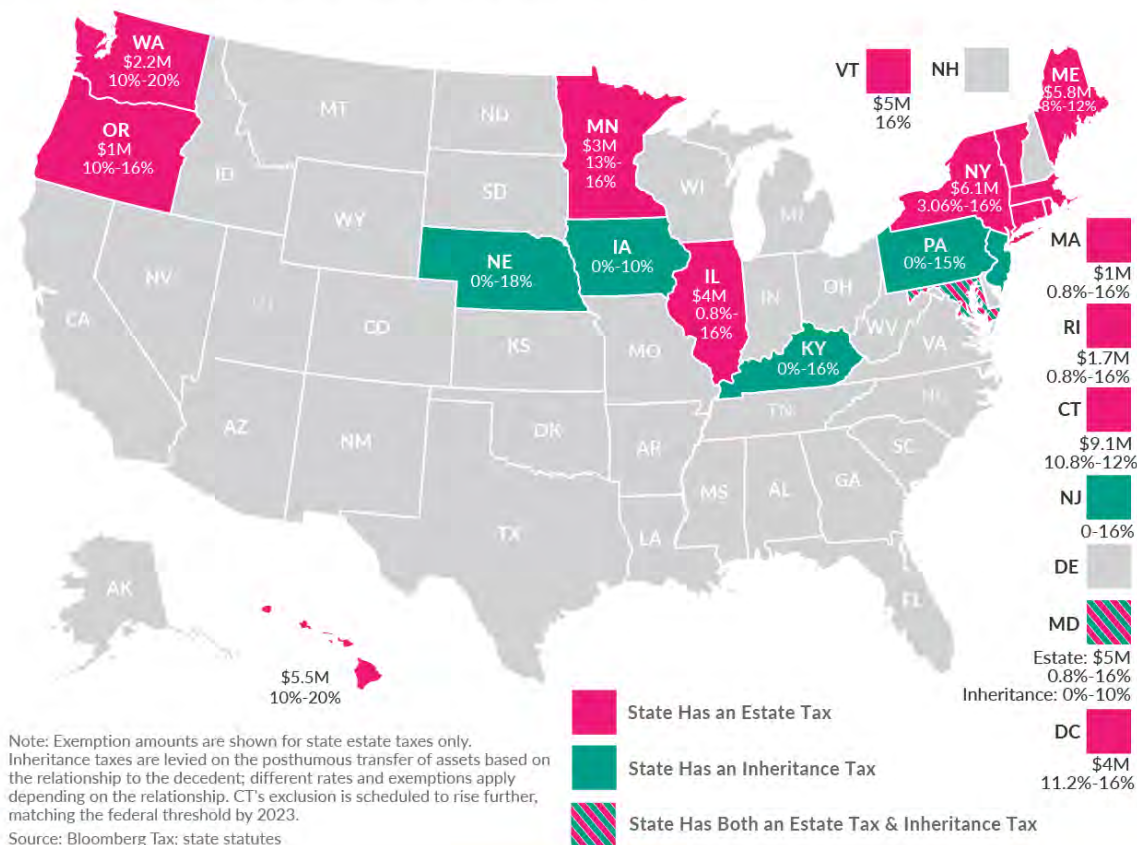 WA
$2.2M
10%-20%
OR
$1M
10%-16%
CA
NV
ID
MT
WY
UT
AZ
CO
NM
ND
SD
NE
0%-18%
KS
OK
TX
MN
$3M
13%-
16%
IA
0%-10%
MO
AR
LA
WI
IL
$4M
0.8%-
16%
MI
IN
OH
KY
0%-16%
TN
MS
AL
GA
FL
SC
NC
VA
WV
PA
0%-15%
NY
$6.1M
3.06%-16%
ME
$5.8M
8%-12%
VT
$5M
16%
NH
MA
$1M
0.8%-16%
RI
$1.7M
0.8%-16%
CT
$9.1M
10.8%-12%
NJ
0-16%
DE
MD
Estate: $5M
0.8%-16%
Inheritance: 0%-10%
DC
$4M
11.2%-16%
AK
$5.5M
10%-20%
State Has an Estate Tax
State Has an Inheritance Tax
State Has Both an Estate Tax & Inheritance Tax
Note: Exemption amounts are shown for state estate taxes only.
Inheritance taxes are levied on the posthumous transfer of assets based on
the relationship to the decedent; different rates and exemptions apply
depending on the relationship. CT's exclusion is scheduled to rise further,
matching the federal threshold by 2023.
Source: Bloomberg Tax; state statutes